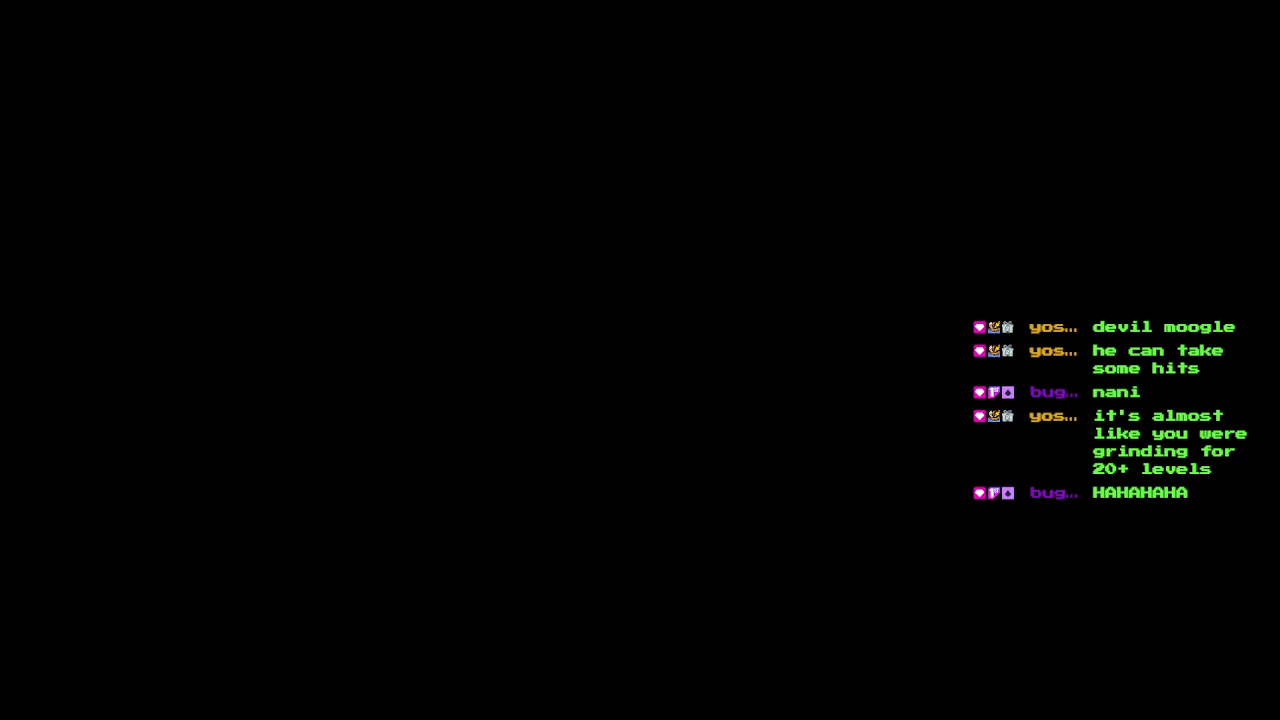 yos... devil moogle
yos... he can take
some hits
bug... nani
yos... it's almost
like you were
grinding for
20+ levels
bug... HAHAHAHA